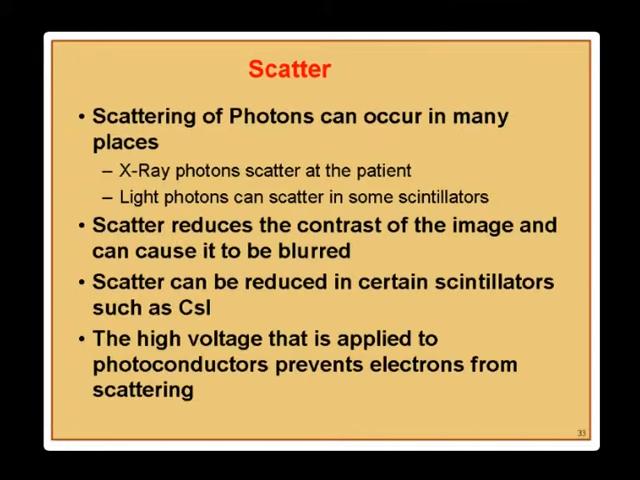 Scatter
• Scattering of Photons can occur in many
places
– X-Ray photons scatter at the patient
– Light photons can scatter in some scintillators
• Scatter reduces the contrast of the image and
can cause it to be blurred
• Scatter can be reduced in certain scintillators
such as CsI
• The high voltage that is applied to
photoconductors prevents electrons from
scattering
33